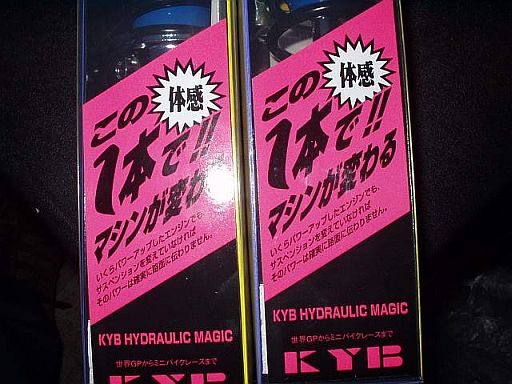 体感
この
1本で!!
マシンが変わ
いくらパワーアップしたエンジンでも、
サスペンションを変えていなければ
そのパワーは確実に路面に伝わりません。
KYB HYDRAULIC MAGIC
世界GPからミニバイクレースまで
KYB
体感
この
1本で!!
マシンが変わる
いくらパワーアップしたエンジンでも、
サスペンションを変えていなければ
そのパワーは確実に路面に伝わりません。
KYB HYDRAULIC MAGIC
世界GPからミニバイクレースまで
KYB